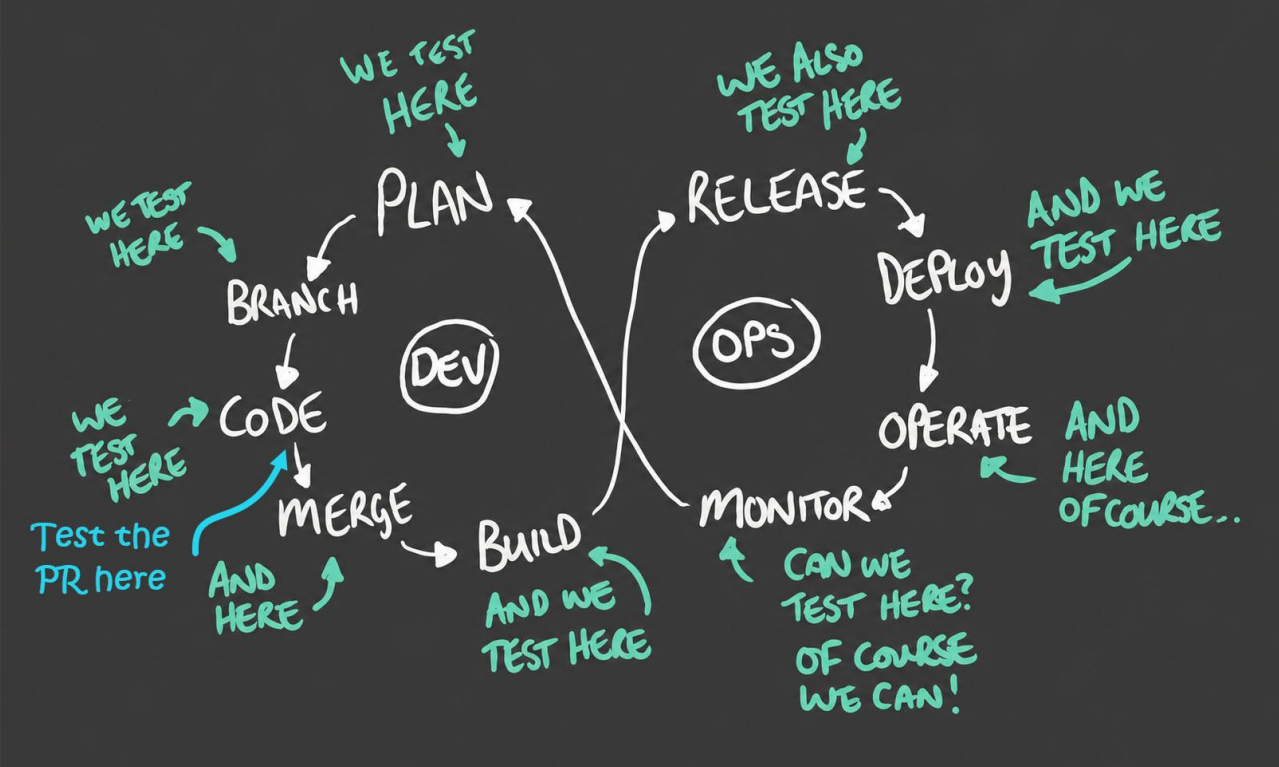 WE TEST
HERE
WE ALSO
TEST HERE
PLAN
RELEASE
WE TEST
HERE
AND WE
TEST HERE
BRANCH
DEPLOY
DEV
OPS
WE
TEST
HERE
CODE
OPERATE
AND
HERE
OFCOURSE..
MERGE
MONITOR
Test the
PR here
BUILD
AND
HERE
AND WE
TEST HERE
CAN WE
TEST HERE?
OF COURSE
WE CAN!